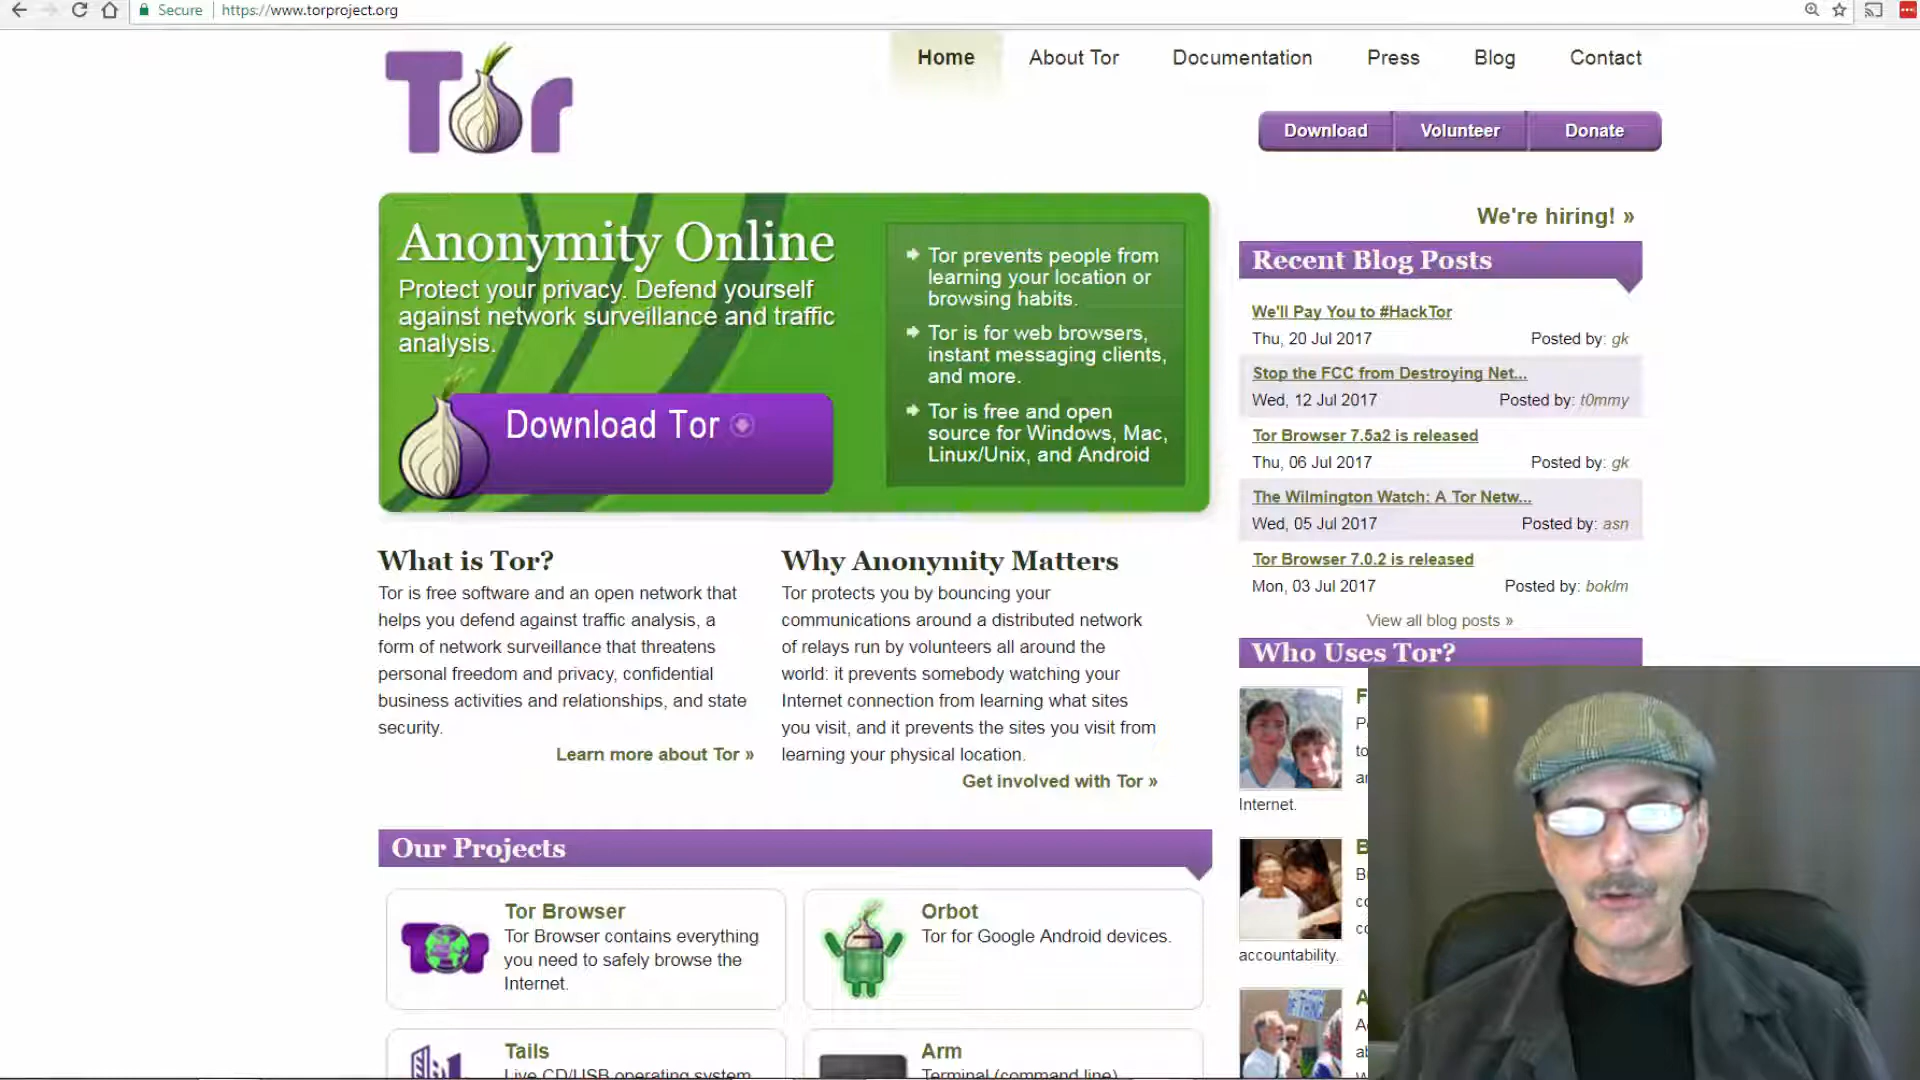 Secure https://www.torproject.org
Tor
Home About Tor Documentation Press Blog Contact
Download Volunteer Donate
Anonymity Online
Protect your privacy. Defend yourself
against network surveillance and traffic
analysis.
Download Tor
Tor prevents people from
learning your location or
browsing habits.
Tor is for web browsers,
instant messaging clients,
and more.
Tor is free and open
source for Windows, Mac,
Linux/Unix, and Android
We're hiring! »
Recent Blog Posts
We'll Pay You to #HackTor
Thu, 20 Jul 2017 Posted by: gk
Stop the FCC from Destroying Net...
Wed, 12 Jul 2017 Posted by: t0mmy
Tor Browser 7.5a2 is released
Thu, 06 Jul 2017 Posted by: gk
The Wilmington Watch: A Tor Netw...
Wed, 05 Jul 2017 Posted by: asn
Tor Browser 7.0.2 is released
Mon, 03 Jul 2017 Posted by: boklm
View all blog posts »
What is Tor?
Tor is free software and an open network that
helps you defend against traffic analysis, a
form of network surveillance that threatens
personal freedom and privacy, confidential
business activities and relationships, and state
security.
Learn more about Tor »
Why Anonymity Matters
Tor protects you by bouncing your
communications around a distributed network
of relays run by volunteers all around the
world: it prevents somebody watching your
Internet connection from learning what sites
you visit, and it prevents the sites you visit from
learning your physical location.
Get involved with Tor »
Who Uses Tor?
Internet.
accountability.
Our Projects
Tor Browser
Tor Browser contains everything
you need to safely browse the
Internet.
Orbot
Tor for Google Android devices.
Tails
Live CD/USB operating system
Arm
Terminal (command line)